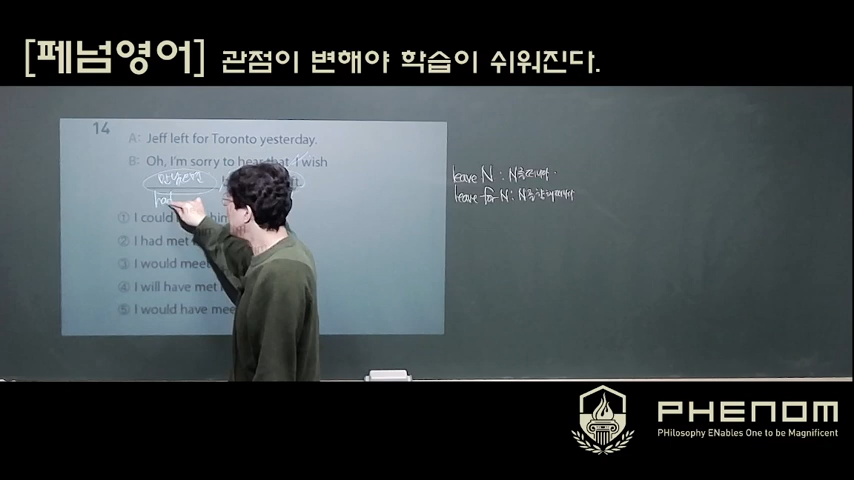 [페넘영어] 관점이 변해야 학습이 쉬워진다.
14
A: Jeff left for Toronto yesterday.
B: Oh, I'm sorry to hear that. I wish
had
① I could
② I had met
③ I would meet
④ I will have met
⑤ I would have
leave N : N을 떠나다.
leave for N : N을 향해 떠나다
PHENOM
PHilosophy ENables One to be Magnificent